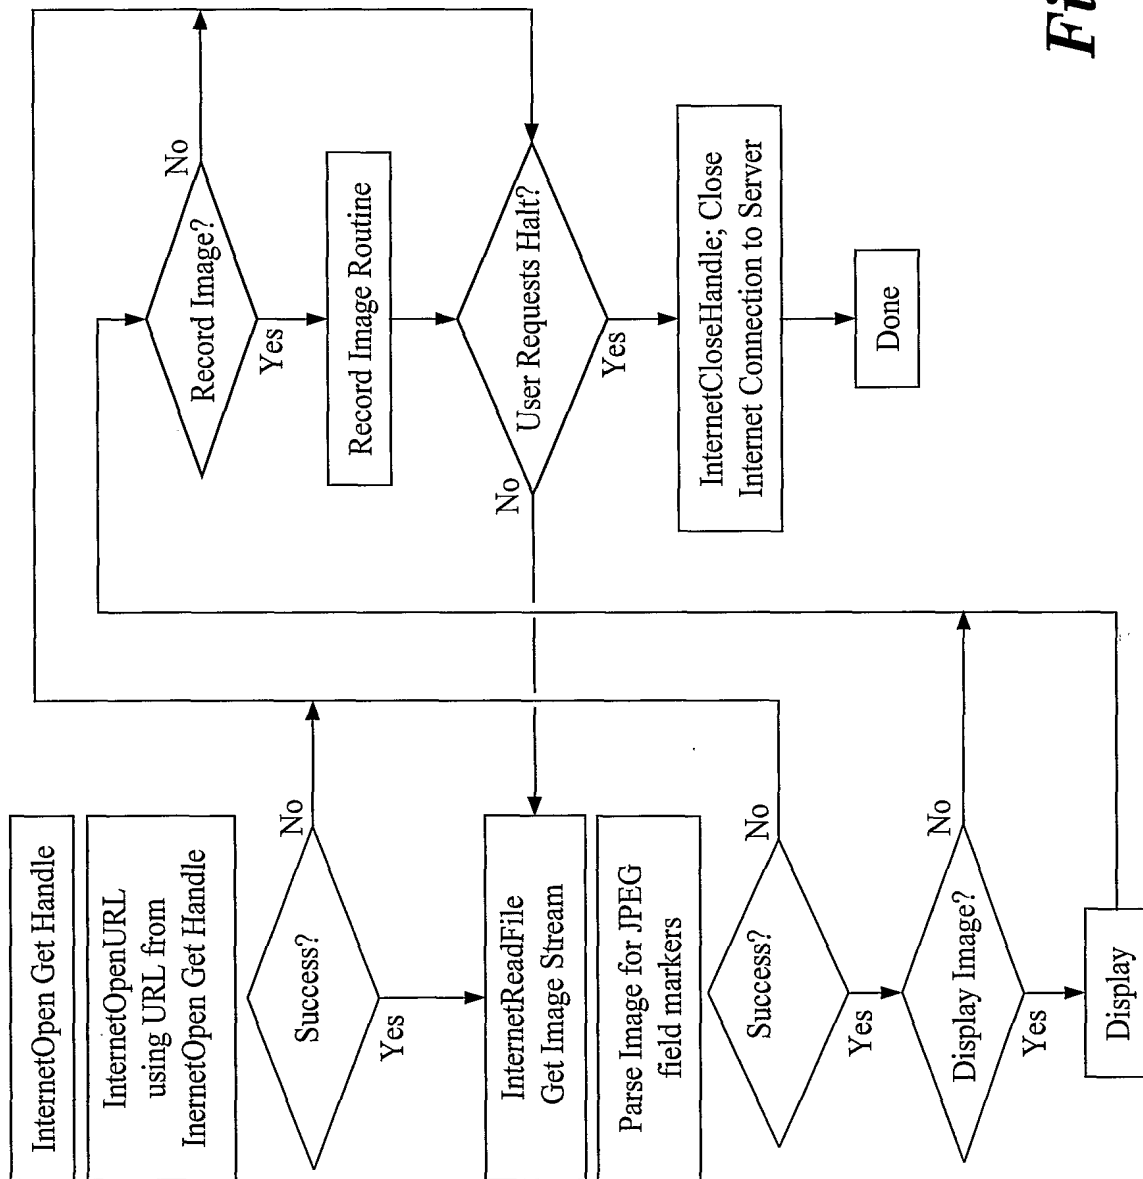 InternetOpen Get Handle
InternetOpenURL
using URL from
InernetOpen Get Handle
Success?
No
Yes
InternetReadFile
Get Image Stream
Parse Image for JPEG
field markers
Success?
No
Yes
Display Image?
No
Yes
Display
Record Image?
No
Yes
Record Image Routine
User Requests Halt?
No
Yes
InternetCloseHandle; Close
Internet Connection to Server
Done